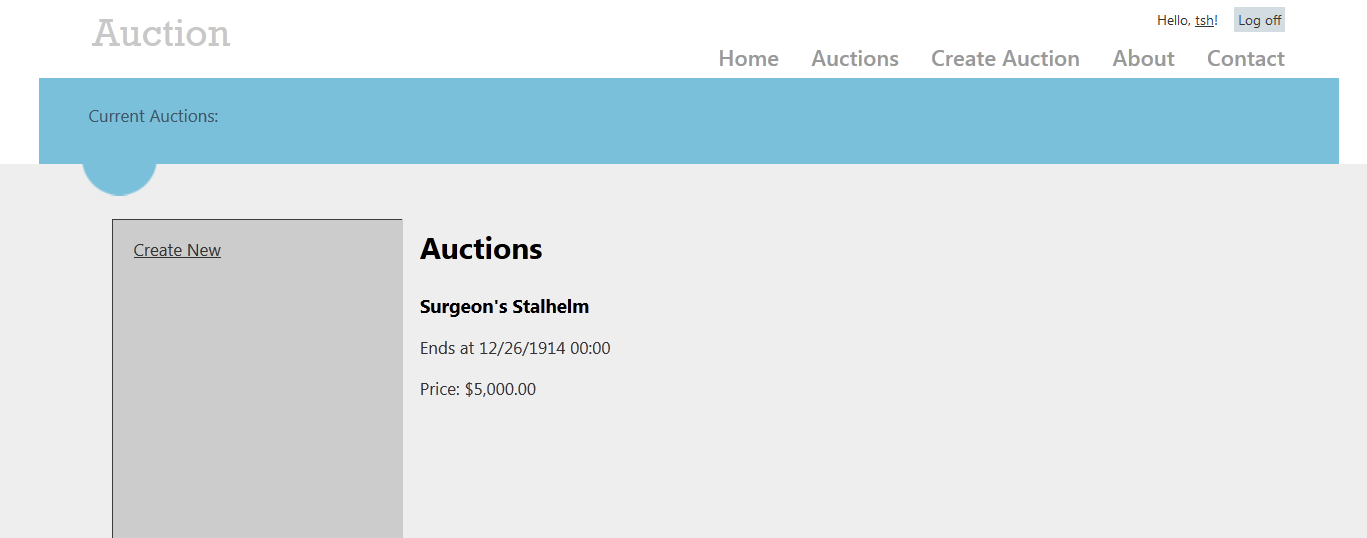 Auction
Hello, tsh! Log off
Home Auctions Create Auction About Contact
Current Auctions:
Create New
Auctions
Surgeon's Stalhelm
Ends at 12/26/1914 00:00
Price: $5,000.00